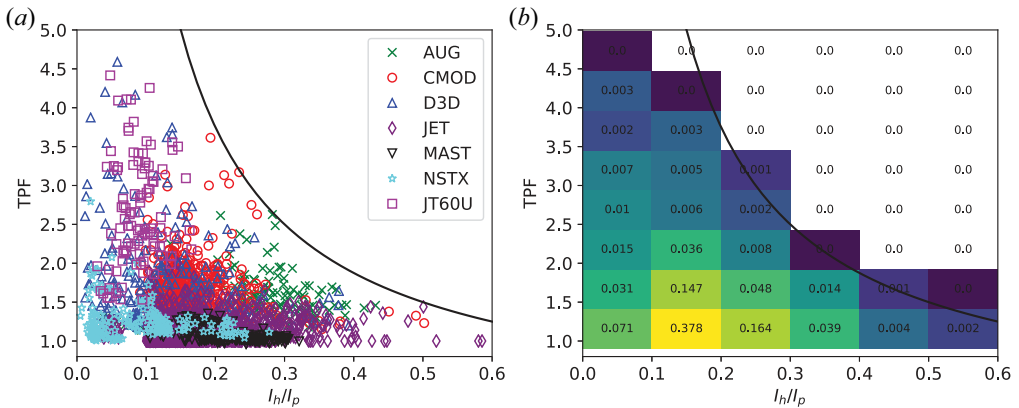 (a)
5.0
4.5
4.0
3.5
3.0
2.5
2.0
1.5
1.0
TPF
0.0 0.1 0.2 0.3 0.4 0.5 0.6
I_h/I_p
AUG
CMOD
D3D
JET
MAST
NSTX
JT60U
(b)
5.0
4.5
4.0
3.5
3.0
2.5
2.0
1.5
1.0
TPF
0.0 0.0 0.0 0.0 0.0 0.0
0.003 0.0 0.0 0.0 0.0 0.0
0.002 0.003 0.0 0.0 0.0 0.0
0.007 0.005 0.001 0.0 0.0 0.0
0.01 0.006 0.002 0.0 0.0 0.0
0.015 0.036 0.008 0.0 0.0 0.0
0.031 0.147 0.048 0.014 0.001 0.0
0.071 0.378 0.164 0.039 0.004 0.002
0.0 0.1 0.2 0.3 0.4 0.5 0.6
I_h/I_p